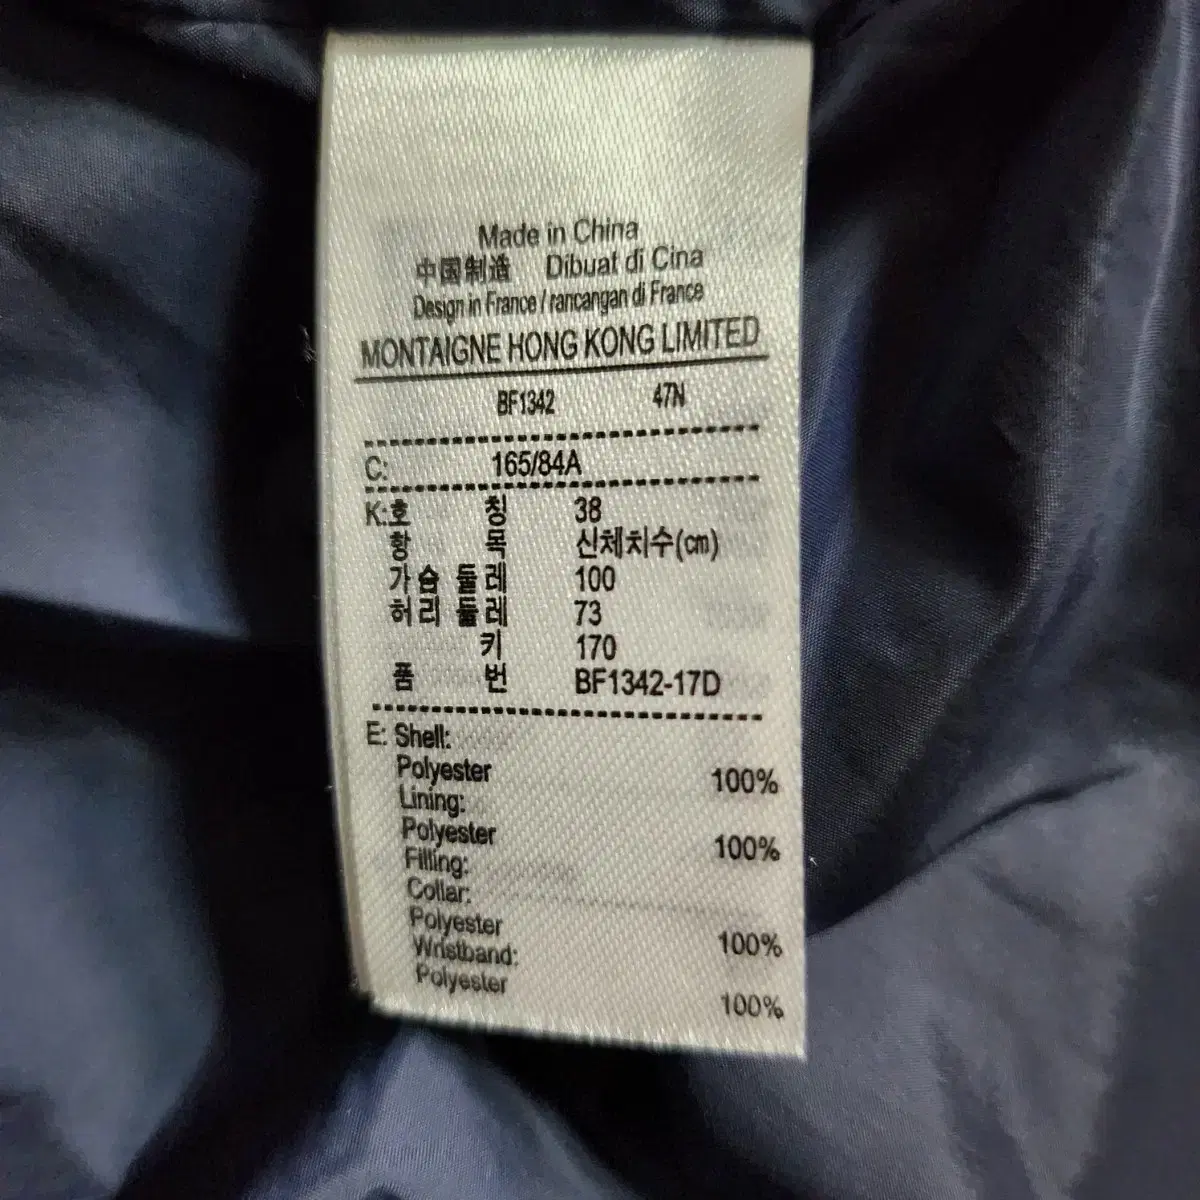 Made in China
中国制造 Dibuat di Cina
Design in France / rancangan di France
MONTAIGNE HONG KONG LIMITED
BF1342 47N
C: 165/84A
K:호 칭 38
항 목 신체치수(cm)
가슴 둘레 100
허리 둘레 73
키 170
품 번 BF1342-17D
E: Shell:
Polyester 100%
Lining:
Polyester 100%
Filling:
Collar:
Polyester 100%
Wristband:
Polyester 100%